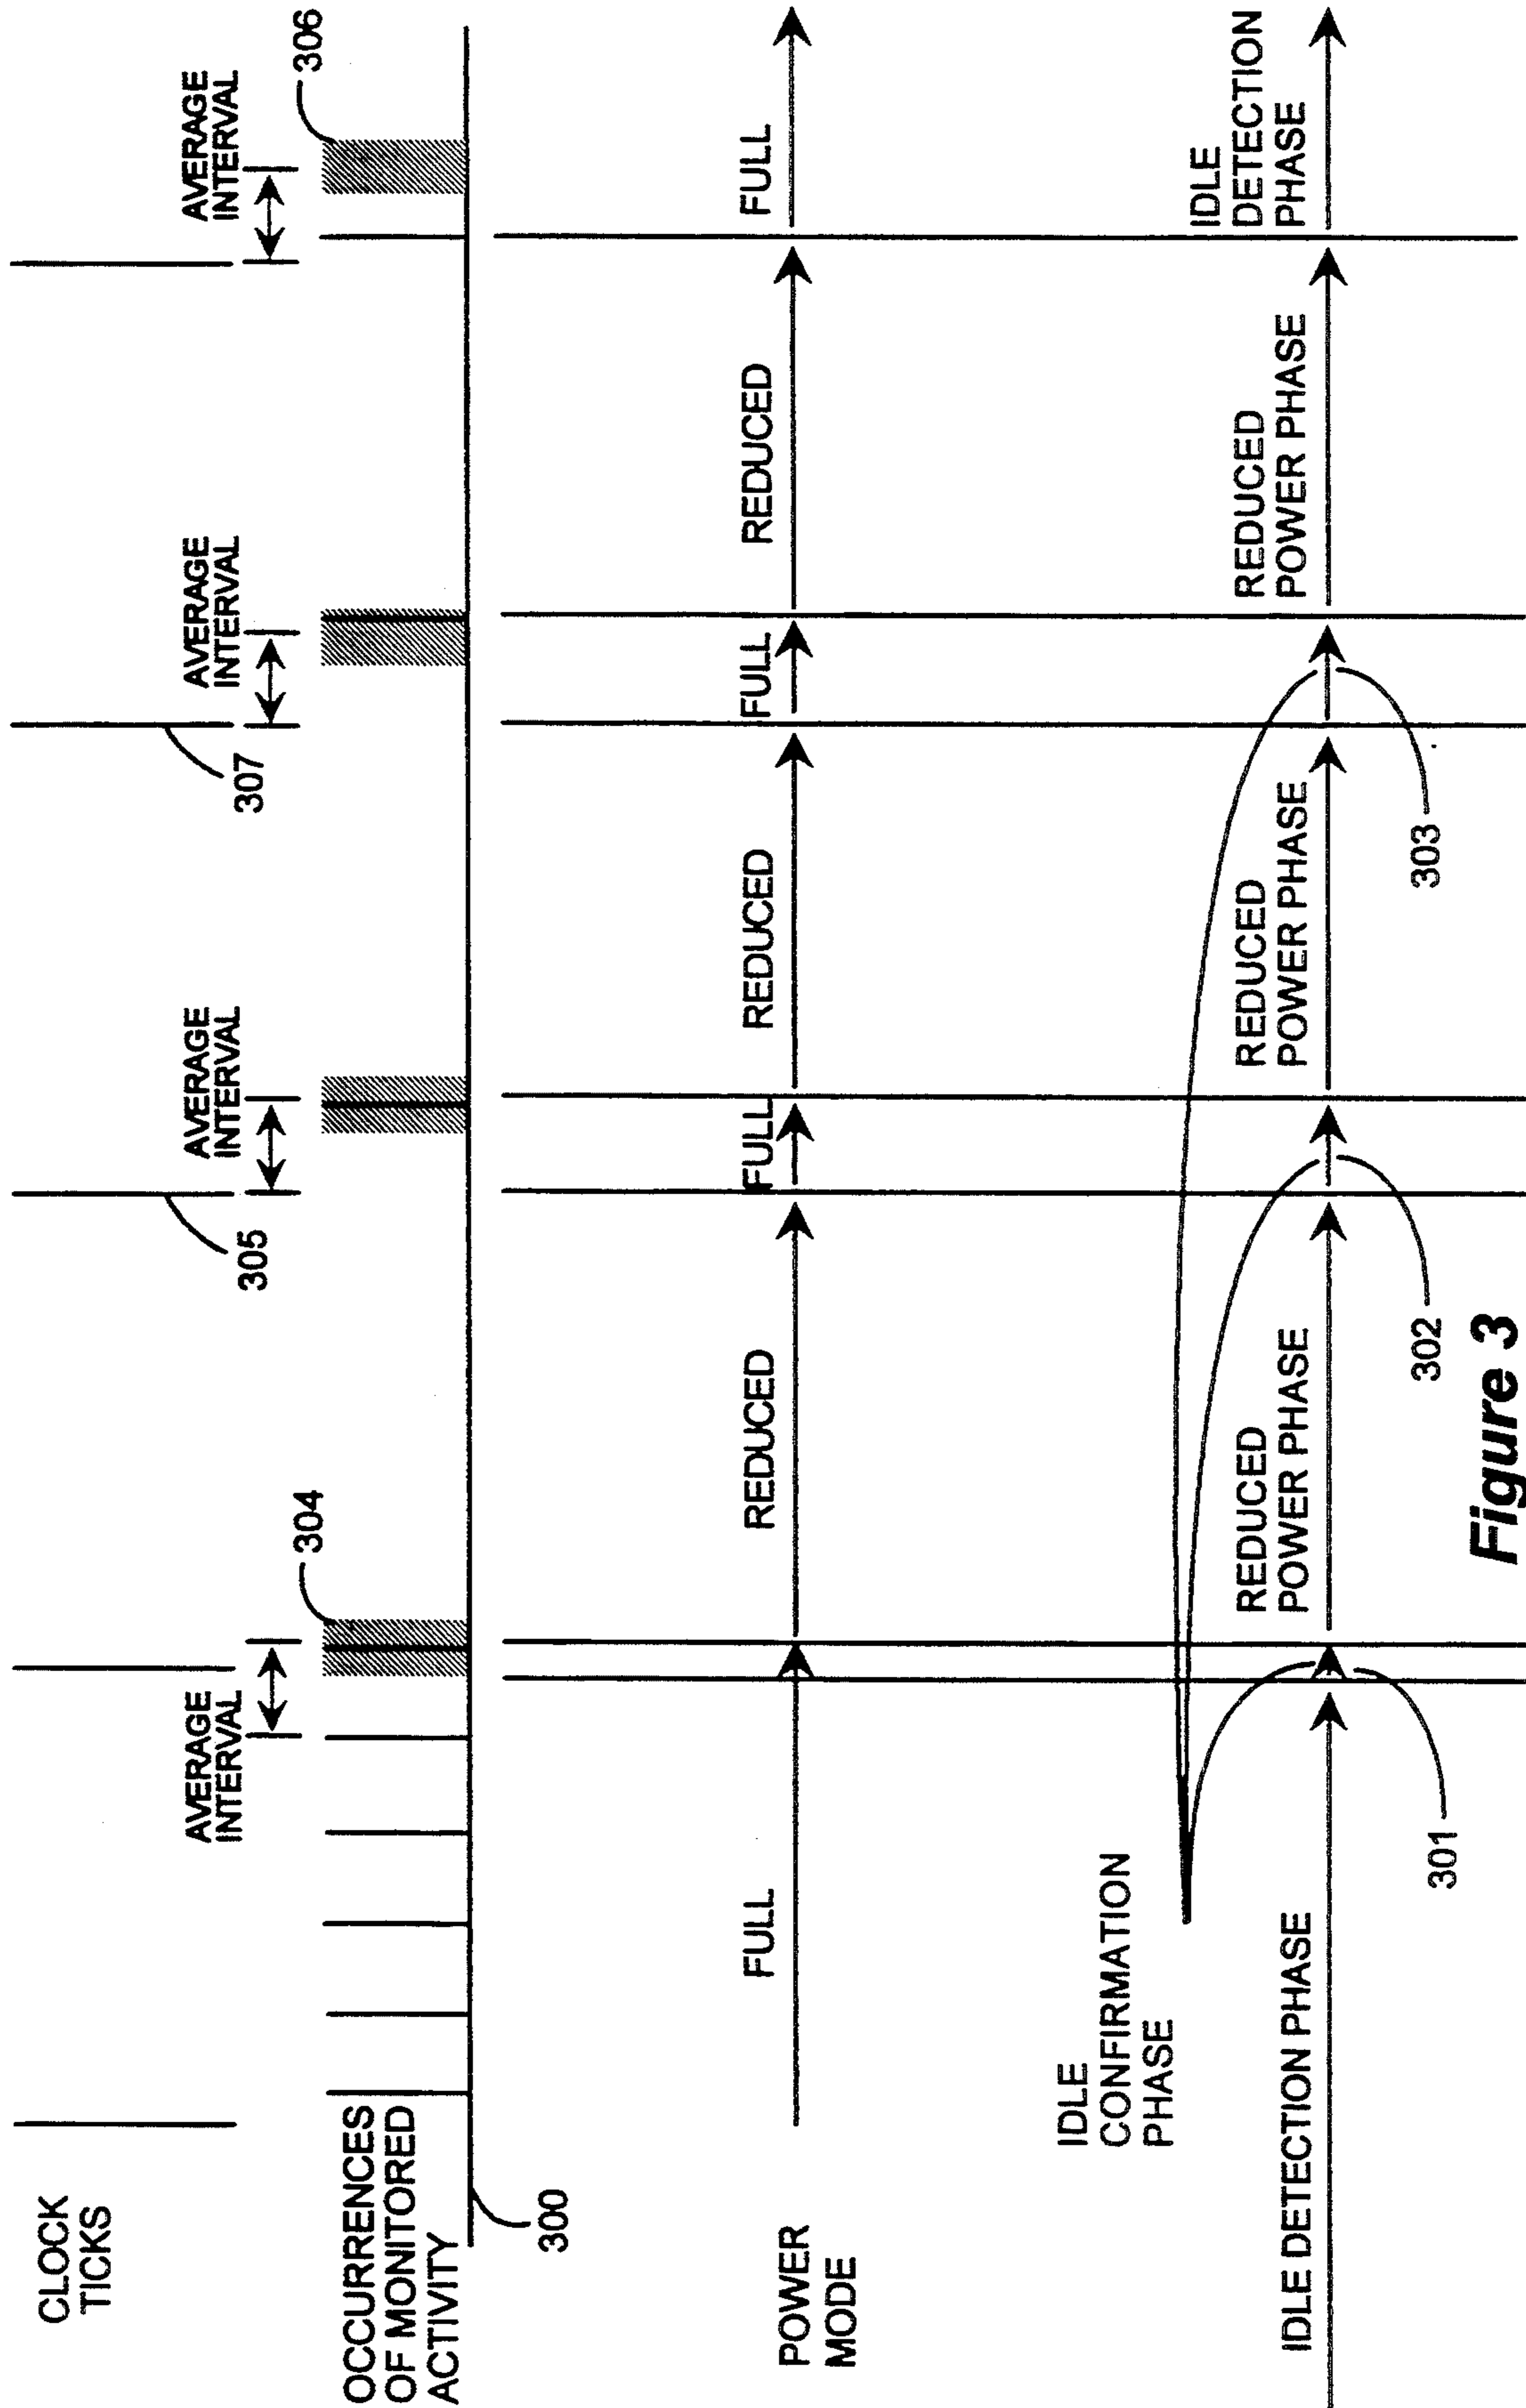 CLOCK
TICKS
305
307
AVERAGE
INTERVAL
AVERAGE
INTERVAL
AVERAGE
INTERVAL
AVERAGE
INTERVAL
OCCURRENCES
OF MONITORED
ACTIVITY
300
304
306
POWER
MODE
FULL
REDUCED
FULL
REDUCED
FULL
REDUCED
FULL
IDLE
CONFIRMATION
PHASE
IDLE DETECTION PHASE
REDUCED
POWER PHASE
REDUCED
POWER PHASE
REDUCED
POWER PHASE
IDLE
DETECTION
PHASE
301
302
303
Figure 3